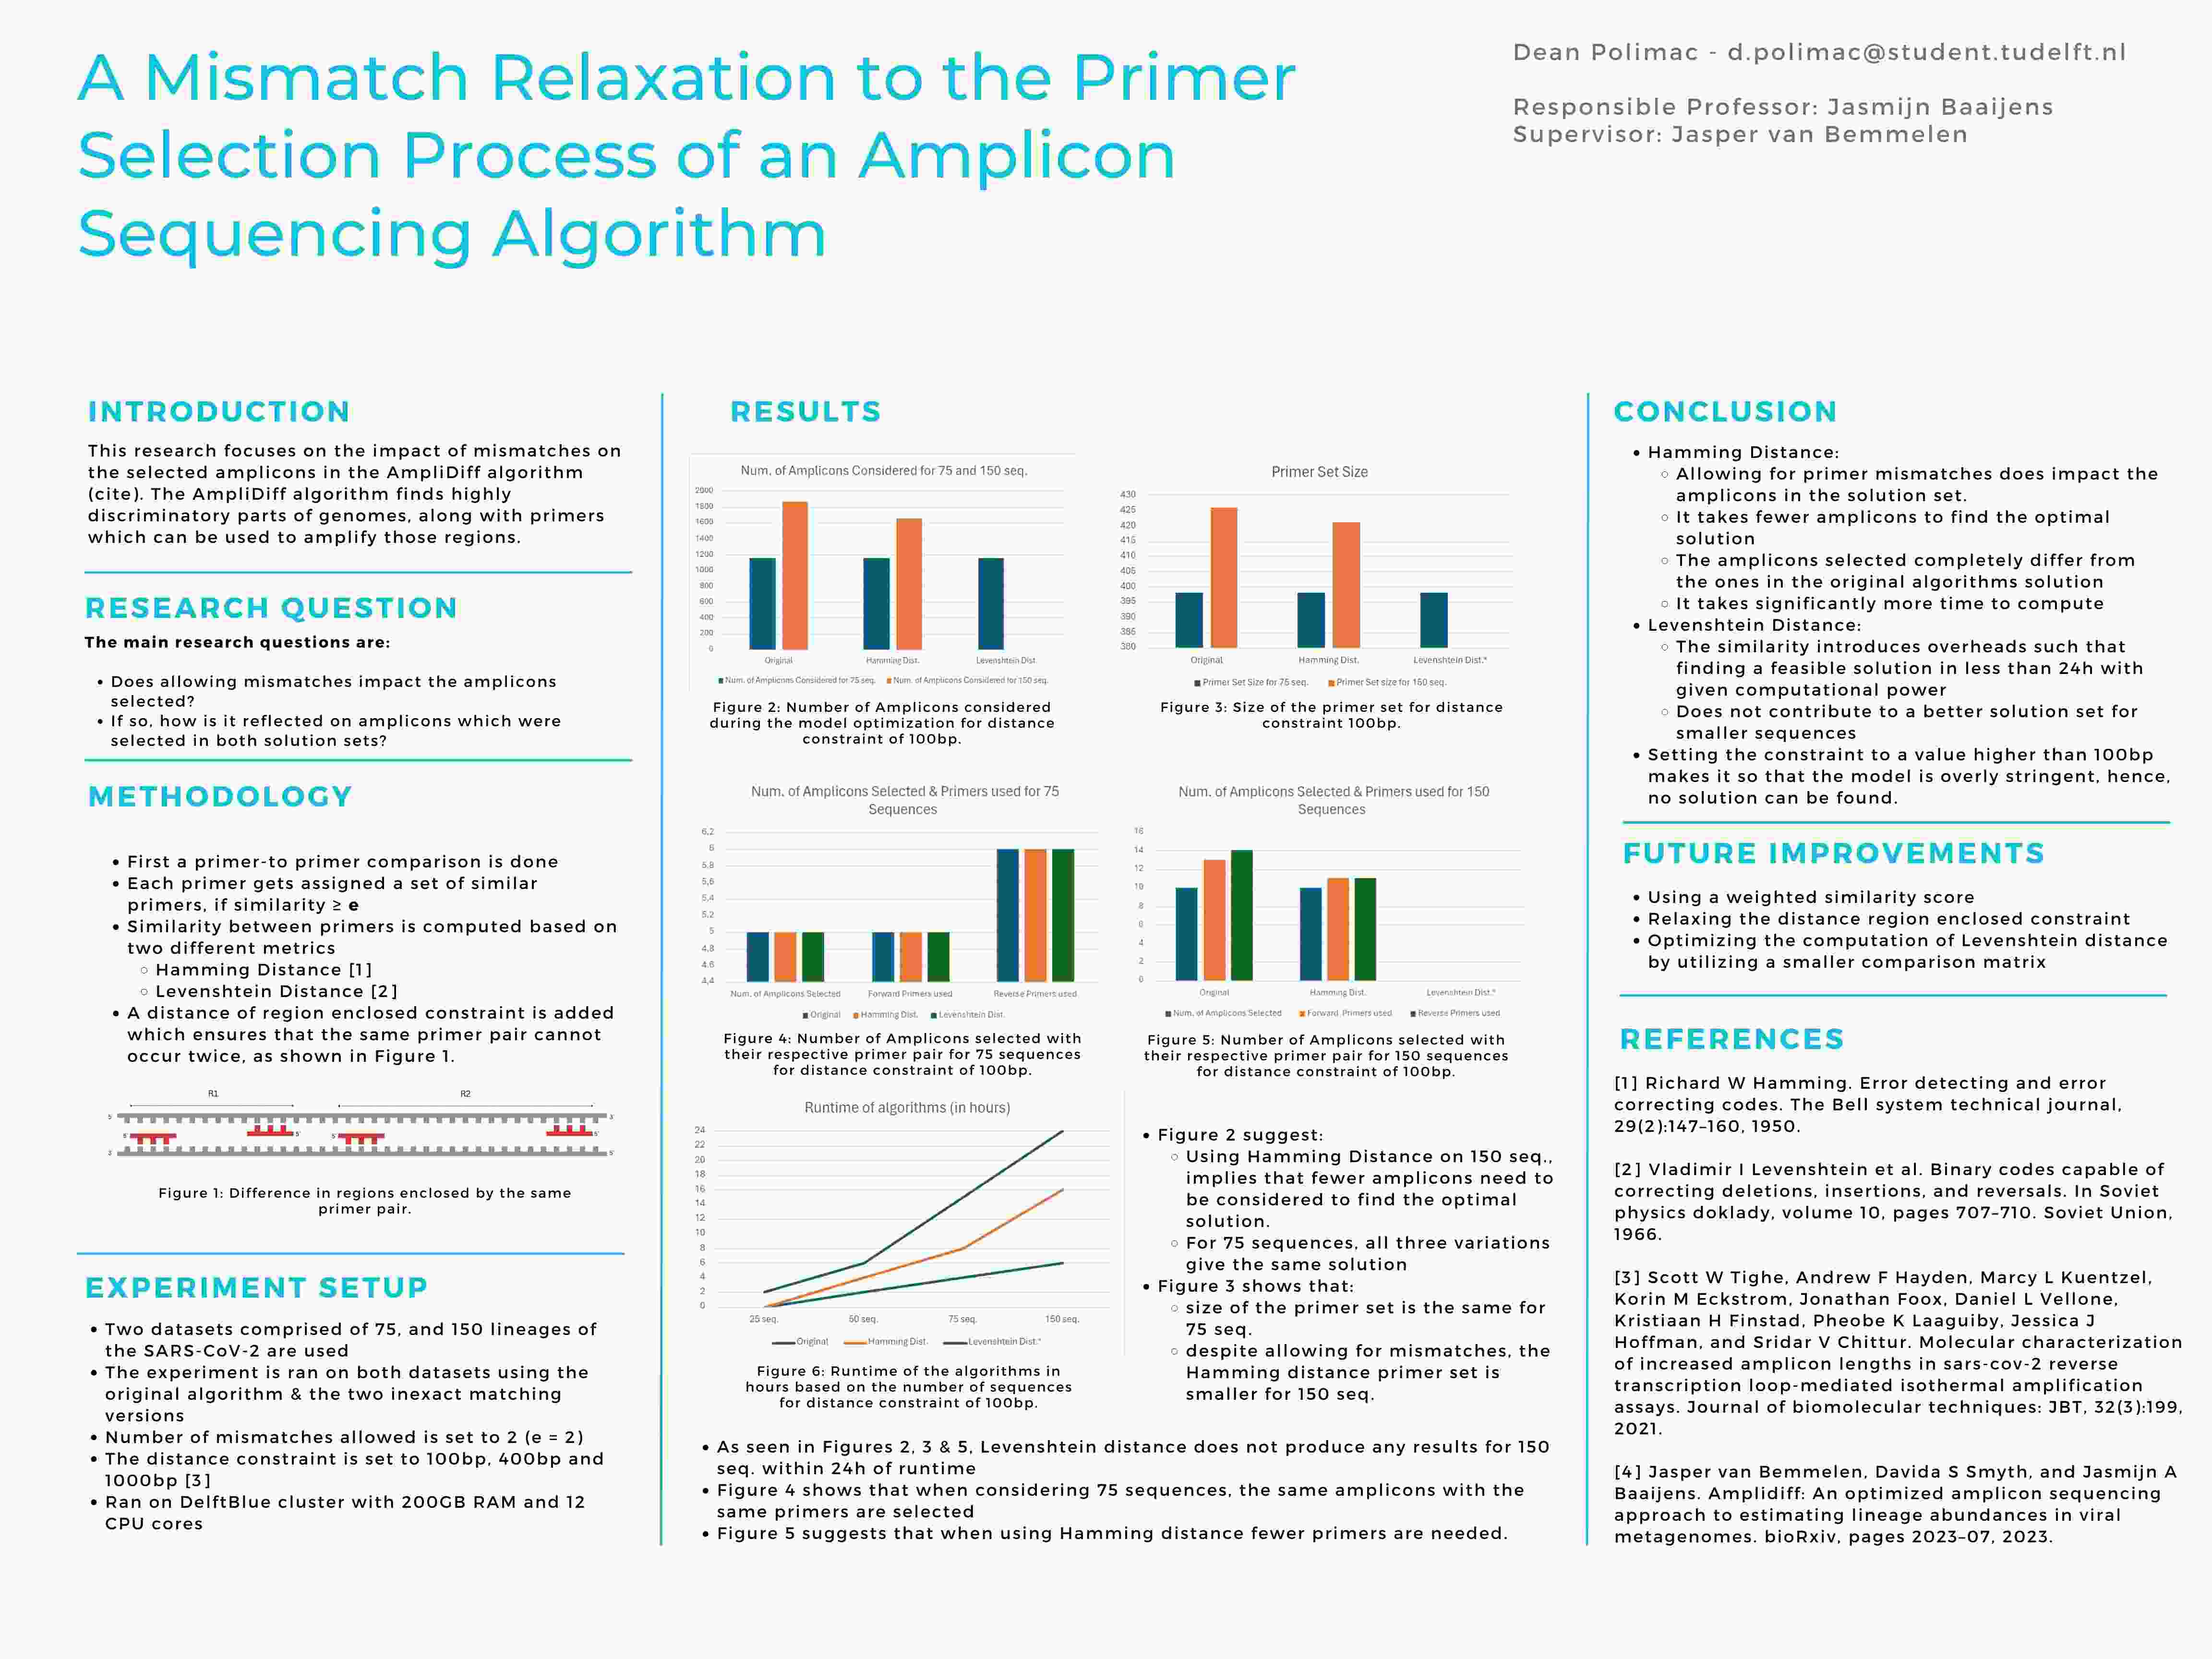 A Mismatch Relaxation to the Primer
Selection Process of an Amplicon
Sequencing Algorithm
Dean Polimac - d.polimac@student.tudelft.nl
Responsible Professor: Jasmijn Baaijens
Supervisor: Jasper van Bemmelen
INTRODUCTION
This research focuses on the impact of mismatches on
the selected amplicons in the AmpliDiff algorithm
(cite). The AmpliDiff algorithm finds highly
discriminatory parts of genomes, along with primers
which can be used to amplify those regions.
RESEARCH QUESTION
The main research questions are:
• Does allowing mismatches impact the amplicons
selected?
• If so, how is it reflected on amplicons which were
selected in both solution sets?
METHODOLOGY
• First a primer-to primer comparison is done
• Each primer gets assigned a set of similar
primers, if similarity ≥ e
• Similarity between primers is computed based on
two different metrics
◦ Hamming Distance [1]
◦ Levenshtein Distance [2]
• A distance of region enclosed constraint is added
which ensures that the same primer pair cannot
occur twice, as shown in Figure 1.
R1 R2
5' 3'
5' 5' 5' 5'
3' 5'
Figure 1: Difference in regions enclosed by the same
primer pair.
EXPERIMENT SETUP
• Two datasets comprised of 75, and 150 lineages of
the SARS-CoV-2 are used
• The experiment is ran on both datasets using the
original algorithm & the two inexact matching
versions
• Number of mismatches allowed is set to 2 (e = 2)
• The distance constraint is set to 100bp, 400bp and
1000bp [3]
• Ran on DelftBlue cluster with 200GB RAM and 12
CPU cores
RESULTS
Num. of Amplicons Considered for 75 and 150 seq.
2000
1800
1600
1400
1200
1000
800
600
400
200
0
Original Hamming Dist. Levenshtein Dist.
Num. of Amplicons Considered for 75 seq. Num. of Amplicons Considered for 150 seq.
Figure 2: Number of Amplicons considered
during the model optimization for distance
constraint of 100bp.
Primer Set Size
430
425
420
415
410
405
400
395
390
385
380
Original Hamming Dist. Levenshtein Dist.*
Primer Set Size for 75 seq. Primer Set size for 150 seq.
Figure 3: Size of the primer set for distance
constraint 100bp.
Num. of Amplicons Selected & Primers used for 75
Sequences
6,2
6
5,8
5,6
5,4
5,2
5
4,8
4,6
4,4
Num. of Amplicons Selected Forward Primers used Reverse Primers used
Original Hamming Dist. Levenshtein Dist.
Figure 4: Number of Amplicons selected with
their respective primer pair for 75 sequences
for distance constraint of 100bp.
Num. of Amplicons Selected & Primers used for 150
Sequences
16
14
12
10
8
6
4
2
0
Original Hamming Dist. Levenshtein Dist.*
Num. of Amplicons Selected Forward Primers used Reverse Primers used
Figure 5: Number of Amplicons selected with
their respective primer pair for 150 sequences
for distance constraint of 100bp.
Runtime of algorithms (in hours)
24
22
20
18
16
14
12
10
8
6
4
2
0
25 seq. 50 seq. 75 seq. 150 seq.
Original Hamming Dist. Levenshtein Dist.*
Figure 6: Runtime of the algorithms in
hours based on the number of sequences
for distance constraint of 100bp.
• Figure 2 suggest:
◦ Using Hamming Distance on 150 seq.,
implies that fewer amplicons need to
be considered to find the optimal
solution.
◦ For 75 sequences, all three variations
give the same solution
• Figure 3 shows that:
◦ size of the primer set is the same for
75 seq.
◦ despite allowing for mismatches, the
Hamming distance primer set is
smaller for 150 seq.
• As seen in Figures 2, 3 & 5, Levenshtein distance does not produce any results for 150
seq. within 24h of runtime
• Figure 4 shows that when considering 75 sequences, the same amplicons with the
same primers are selected
• Figure 5 suggests that when using Hamming distance fewer primers are needed.
CONCLUSION
• Hamming Distance:
◦ Allowing for primer mismatches does impact the
amplicons in the solution set.
◦ It takes fewer amplicons to find the optimal
solution
◦ The amplicons selected completely differ from
the ones in the original algorithms solution
◦ It takes significantly more time to compute
• Levenshtein Distance:
◦ The similarity introduces overheads such that
finding a feasible solution in less than 24h with
given computational power
◦ Does not contribute to a better solution set for
smaller sequences
• Setting the constraint to a value higher than 100bp
makes it so that the model is overly stringent, hence,
no solution can be found.
FUTURE IMPROVEMENTS
• Using a weighted similarity score
• Relaxing the distance region enclosed constraint
• Optimizing the computation of Levenshtein distance
by utilizing a smaller comparison matrix
REFERENCES
[1] Richard W Hamming. Error detecting and error
correcting codes. The Bell system technical journal,
29(2):147–160, 1950.
[2] Vladimir I Levenshtein et al. Binary codes capable of
correcting deletions, insertions, and reversals. In Soviet
physics doklady, volume 10, pages 707–710. Soviet Union,
1966.
[3] Scott W Tighe, Andrew F Hayden, Marcy L Kuentzel,
Korin M Eckstrom, Jonathan Foox, Daniel L Vellone,
Kristiaan H Finstad, Pheobe K Laaguiby, Jessica J
Hoffman, and Sridar V Chittur. Molecular characterization
of increased amplicon lengths in sars-cov-2 reverse
transcription loop-mediated isothermal amplification
assays. Journal of biomolecular techniques: JBT, 32(3):199,
2021.
[4] Jasper van Bemmelen, Davida S Smyth, and Jasmijn A
Baaijens. Amplidiff: An optimized amplicon sequencing
approach to estimating lineage abundances in viral
metagenomes. bioRxiv, pages 2023–07, 2023.